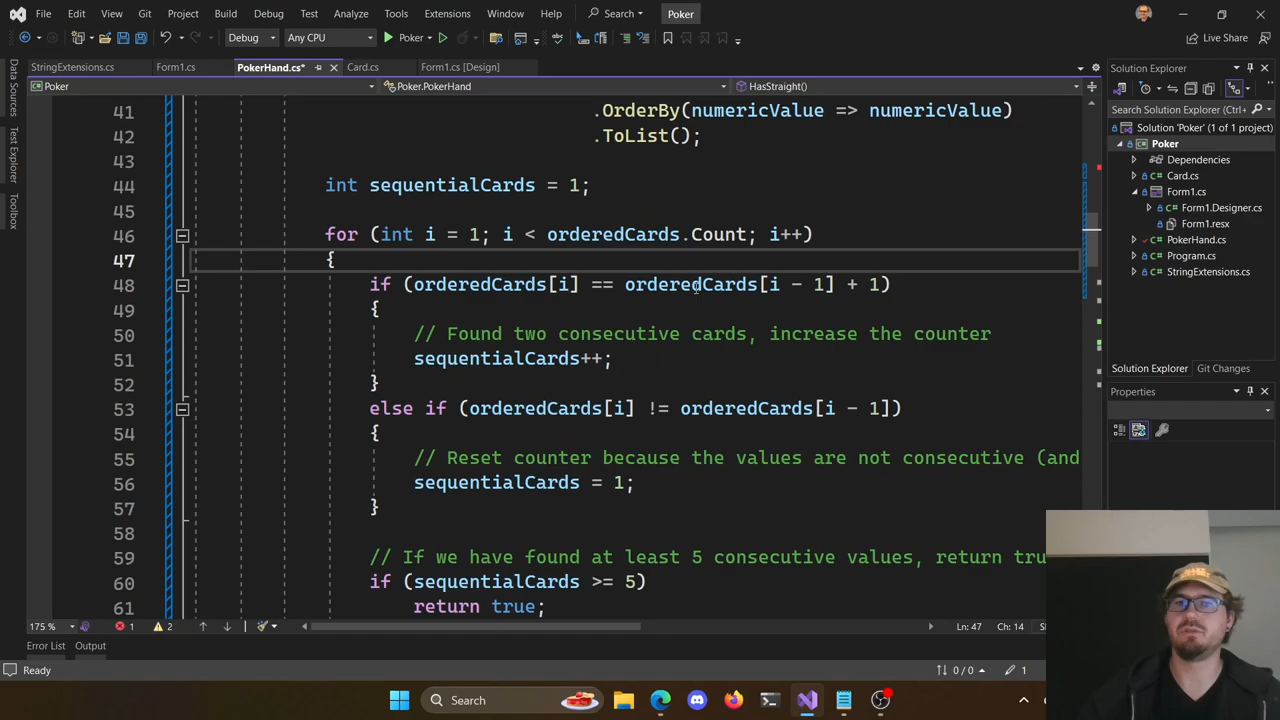 File Edit View Git Project Build Debug Test Analyze Tools Extensions Window Help Search Poker
Debug Any CPU Poker Live Share
StringExtensions.cs Form1.cs PokerHand.cs* Card.cs Form1.cs [Design]
Poker Poker.PokerHand HasStraight()
Data Sources
Test Explorer
Toolbox
41 .OrderBy(numericValue => numericValue)
42 .ToList();
43
44 int sequentialCards = 1;
45
46 for (int i = 1; i < orderedCards.Count; i++)
47 {
48 if (orderedCards[i] == orderedCards[i - 1] + 1)
49 {
50 // Found two consecutive cards, increase the counter
51 sequentialCards++;
52 }
53 else if (orderedCards[i] != orderedCards[i - 1])
54 {
55 // Reset counter because the values are not consecutive (and
56 sequentialCards = 1;
57 }
58
59 // If we have found at least 5 consecutive values, return tru
60 if (sequentialCards >= 5)
61 return true;
175 % 1 2 Ln: 47 Ch: 14
Error List Output
Ready 0 / 0 1
Solution Explorer
Search Solution Explorer (Ctrl+
Solution 'Poker' (1 of 1 project)
Poker
Dependencies
Card.cs
Form1.cs
Form1.Designer.cs
Form1.resx
PokerHand.cs
Program.cs
StringExtensions.cs
Solution Explorer Git Changes
Properties
Search